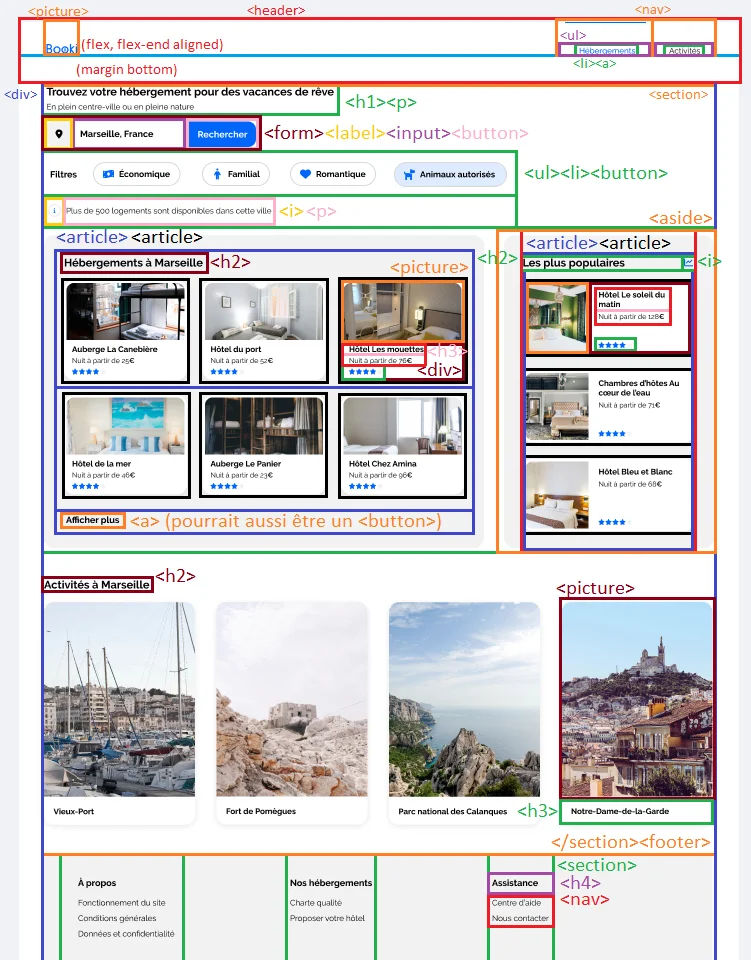 <picture>
<header>
<nav>
Booki (flex, flex-end aligned)
<ul>
Hébergements
Activités
<li><a>
(margin bottom)
<div>
<section>
Trouvez votre hébergement pour des vacances de rêve
En plein centre-ville ou en pleine nature
<h1><p>
Marseille, France
Rechercher
<form><label><input><button>
Filtres
Économique
Familial
Romantique
Animaux autorisés
<ul><li><button>
i
Plus de 500 logements sont disponibles dans cette ville
<i><p>
<aside>
<article><article>
<article><article>
Hébergements à Marseille
<h2>
<picture>
<h2>
Les plus populaires
<i>
Auberge La Canebière
Nuit à partir de 25€
Hôtel du port
Nuit à partir de 52€
Hôtel Les mouettes
<h3>
Nuit à partir de 76€
<div>
Hôtel Le soleil du
matin
Nuit à partir de 128€
Chambres d'hôtes Au
cœur de l'eau
Nuit à partir de 71€
Hôtel de la mer
Nuit à partir de 46€
Auberge Le Panier
Nuit à partir de 23€
Hôtel Chez Amina
Nuit à partir de 96€
Hôtel Bleu et Blanc
Nuit à partir de 68€
Afficher plus
<a> (pourrait aussi être un <button>)
Activités à Marseille
<h2>
<picture>
Vieux-Port
Fort de Pomègues
Parc national des Calanques
<h3>
Notre-Dame-de-la-Garde
</section><footer>
<section>
À propos
Fonctionnement du site
Conditions générales
Données et confidentialité
Nos hébergements
Charte qualité
Proposer votre hôtel
Assistance
<h4>
Centre d'aide
Nous contacter
<nav>